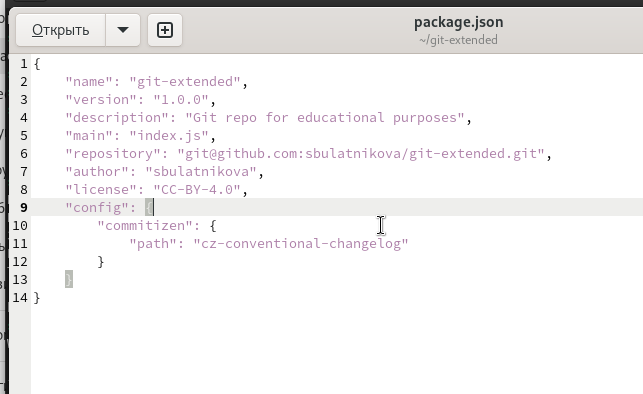 Открыть
package.json
~/git-extended
1 {
2     "name": "git-extended",
3     "version": "1.0.0",
4     "description": "Git repo for educational purposes",
5     "main": "index.js",
6     "repository": "git@github.com:sbulatnikova/git-extended.git",
7     "author": "sbulatnikova",
8     "license": "CC-BY-4.0",
9     "config": {
10         "commitizen": {
11             "path": "cz-conventional-changelog"
12         }
13     }
14 }